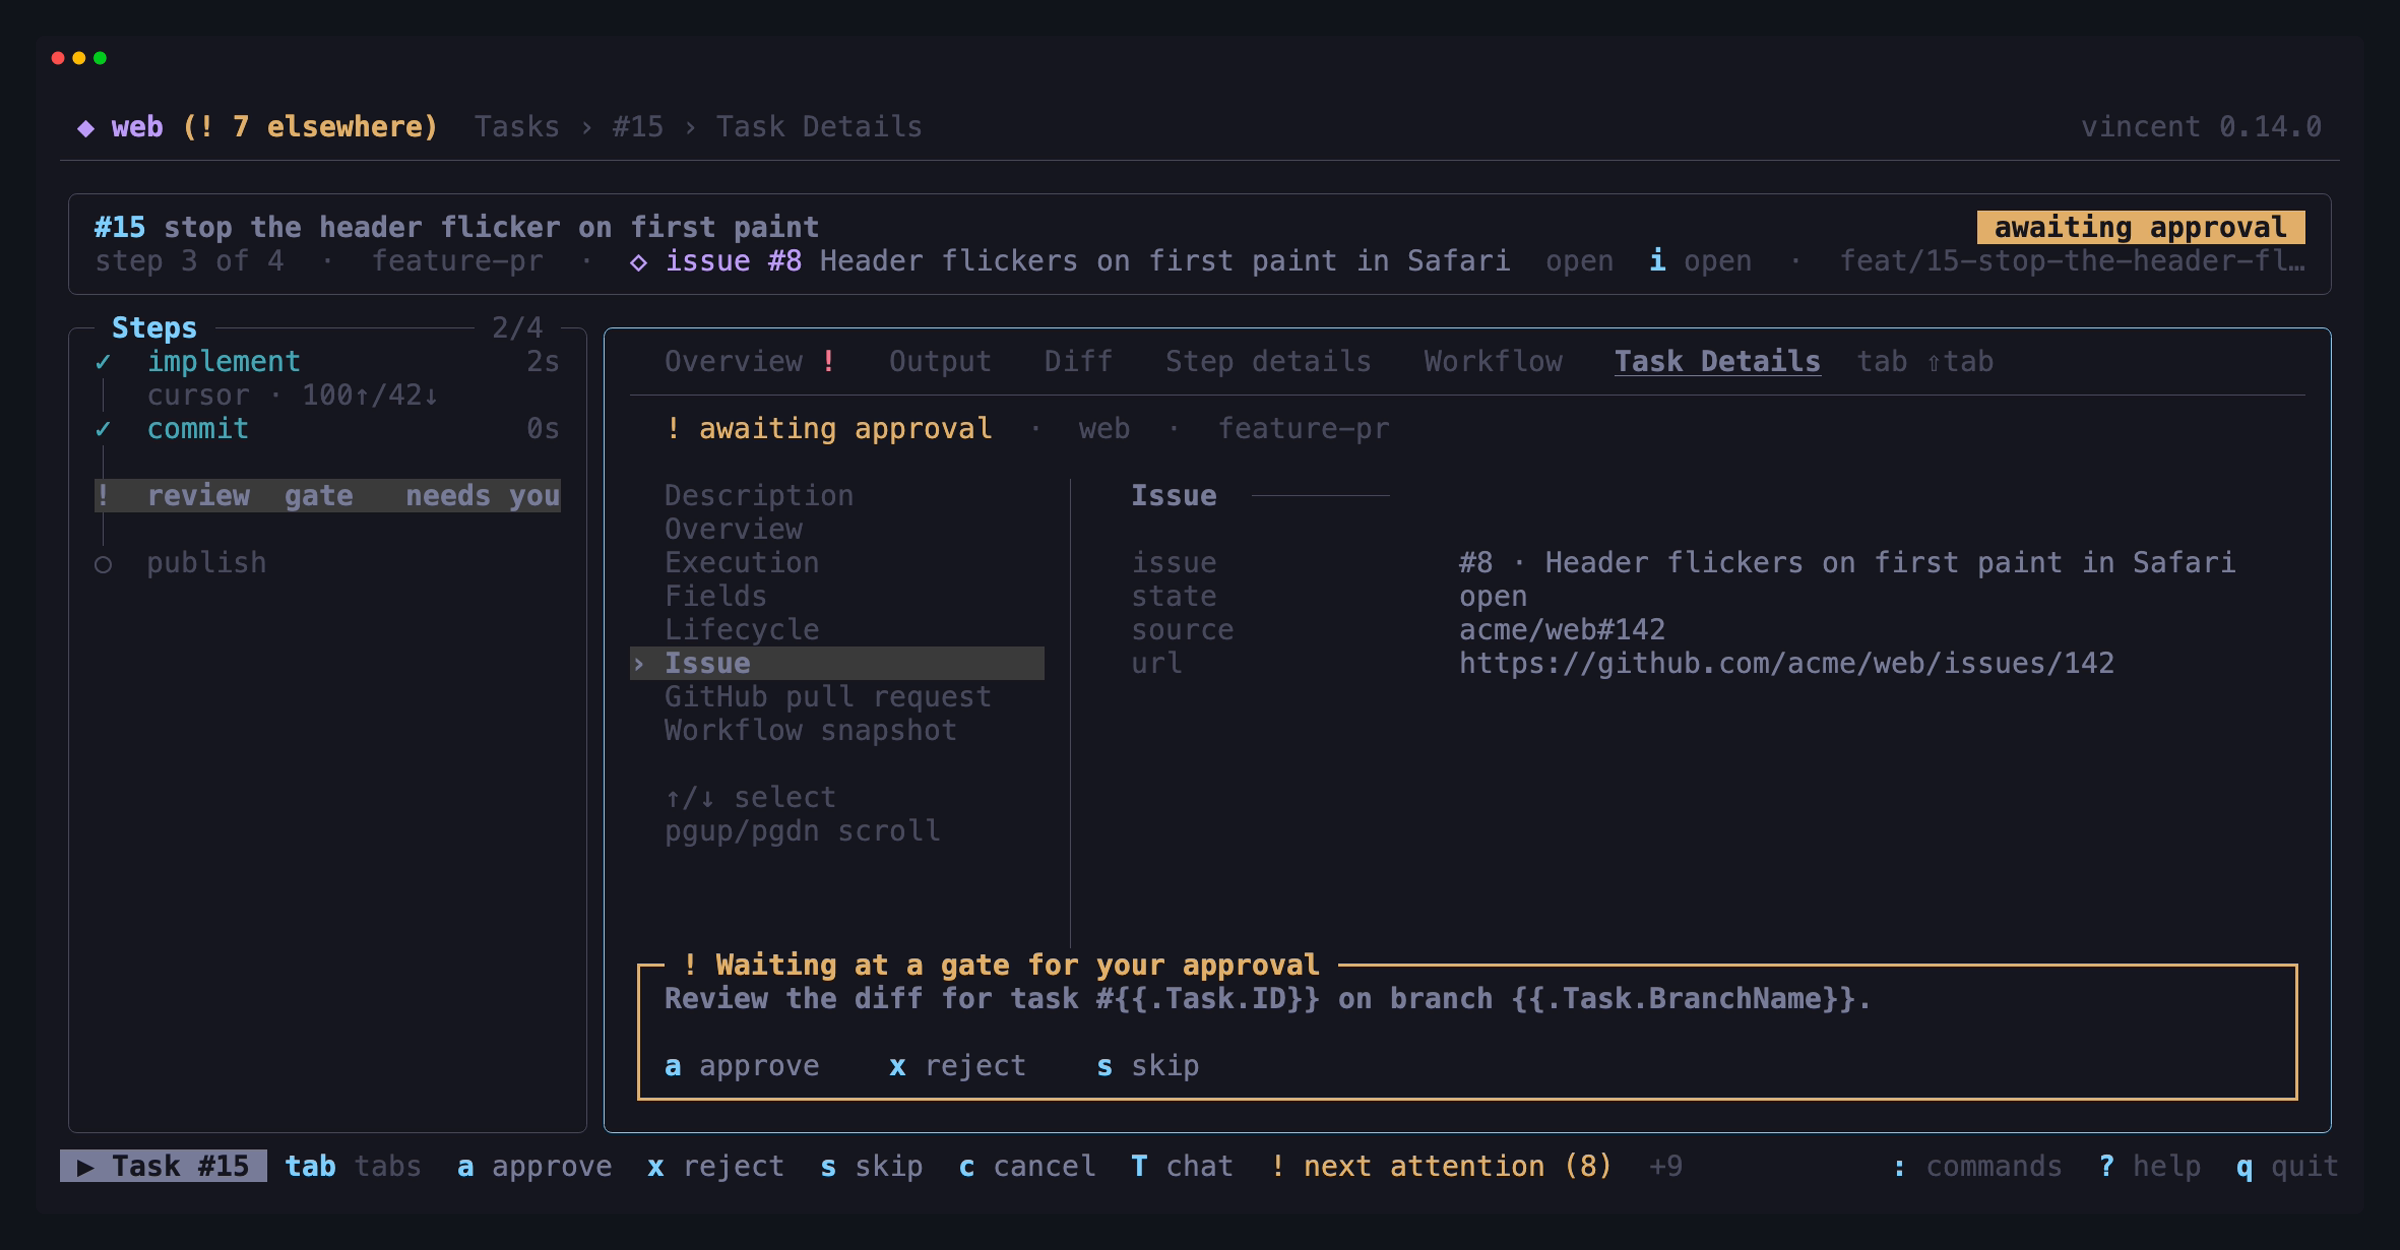 ◆ web (! 7 elsewhere)  Tasks › #15 › Task Details  vincent 0.14.0
#15 stop the header flicker on first paint  awaiting approval
step 3 of 4 · feature-pr · ◇ issue #8 Header flickers on first paint in Safari open i open · feat/15-stop-the-header-fl…
Steps 2/4
✓ implement 2s
cursor · 100↑/42↓
✓ commit 0s
! review gate needs you
○ publish
Overview ! Output Diff Step details Workflow Task Details tab ⇧tab
! awaiting approval · web · feature-pr
Description
Overview
Execution
Fields
Lifecycle
› Issue
GitHub pull request
Workflow snapshot
↑/↓ select
pgup/pgdn scroll
Issue
issue #8 · Header flickers on first paint in Safari
state open
source acme/web#142
url https://github.com/acme/web/issues/142
! Waiting at a gate for your approval
Review the diff for task #{{.Task.ID}} on branch {{.Task.BranchName}}.
a approve x reject s skip
▶ Task #15 tab tabs a approve x reject s skip c cancel T chat ! next attention (8) +9 : commands ? help q quit